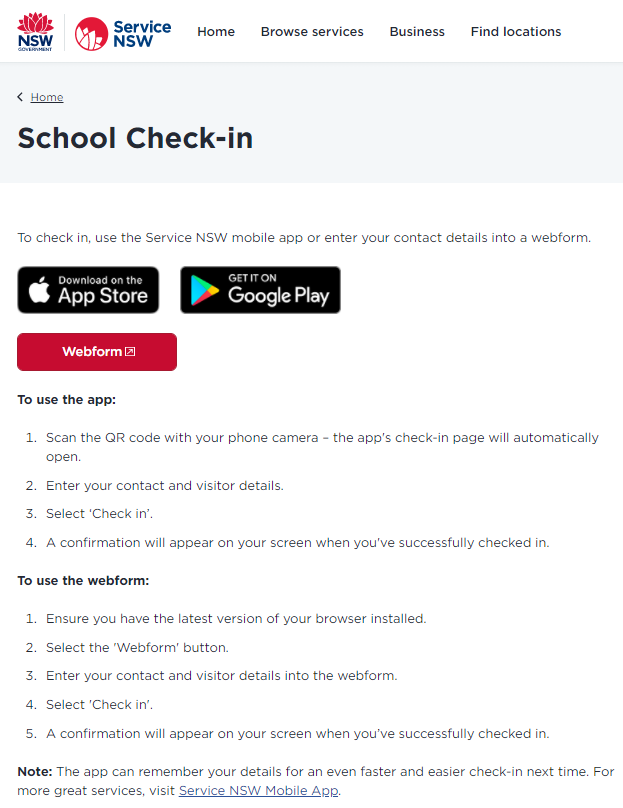 NSW
GOVERNMENT
Service
NSW
Home
Browse services
Business
Find locations
Home
School Check-in
To check in, use the Service NSW mobile app or enter your contact details into a webform.
Download on the
App Store
GET IT ON
Google Play
Webform
To use the app:
1. Scan the QR code with your phone camera – the app's check-in page will automatically
open.
2. Enter your contact and visitor details.
3. Select ‘Check in’.
4. A confirmation will appear on your screen when you've successfully checked in.
To use the webform:
1. Ensure you have the latest version of your browser installed.
2. Select the 'Webform' button.
3. Enter your contact and visitor details into the webform.
4. Select 'Check in'.
5. A confirmation will appear on your screen when you’ve successfully checked in.
Note: The app can remember your details for an even faster and easier check-in next time. For
more great services, visit Service NSW Mobile App.